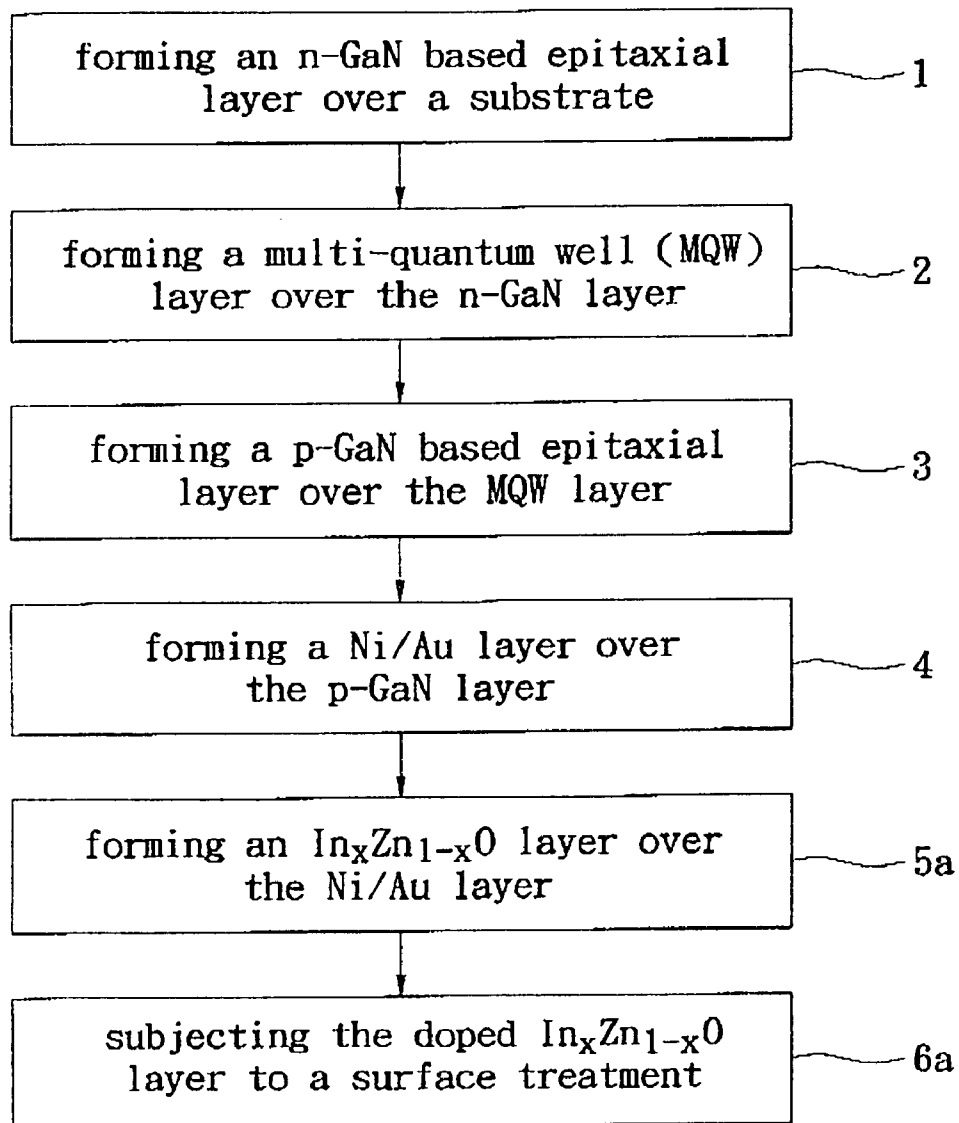 forming an n-GaN based epitaxial
layer over a substrate
1
forming a multi-quantum well (MQW)
layer over the n-GaN layer
2
forming a p-GaN based epitaxial
layer over the MQW layer
3
forming a Ni/Au layer over
the p-GaN layer
4
forming an InxZn1-xO layer over
the Ni/Au layer
5a
subjecting the doped InxZn1-xO
layer to a surface treatment
6a